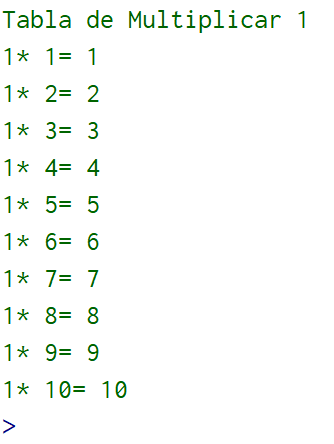 Tabla de Multiplicar 1
1* 1= 1
1* 2= 2
1* 3= 3
1* 4= 4
1* 5= 5
1* 6= 6
1* 7= 7
1* 8= 8
1* 9= 9
1* 10= 10
>